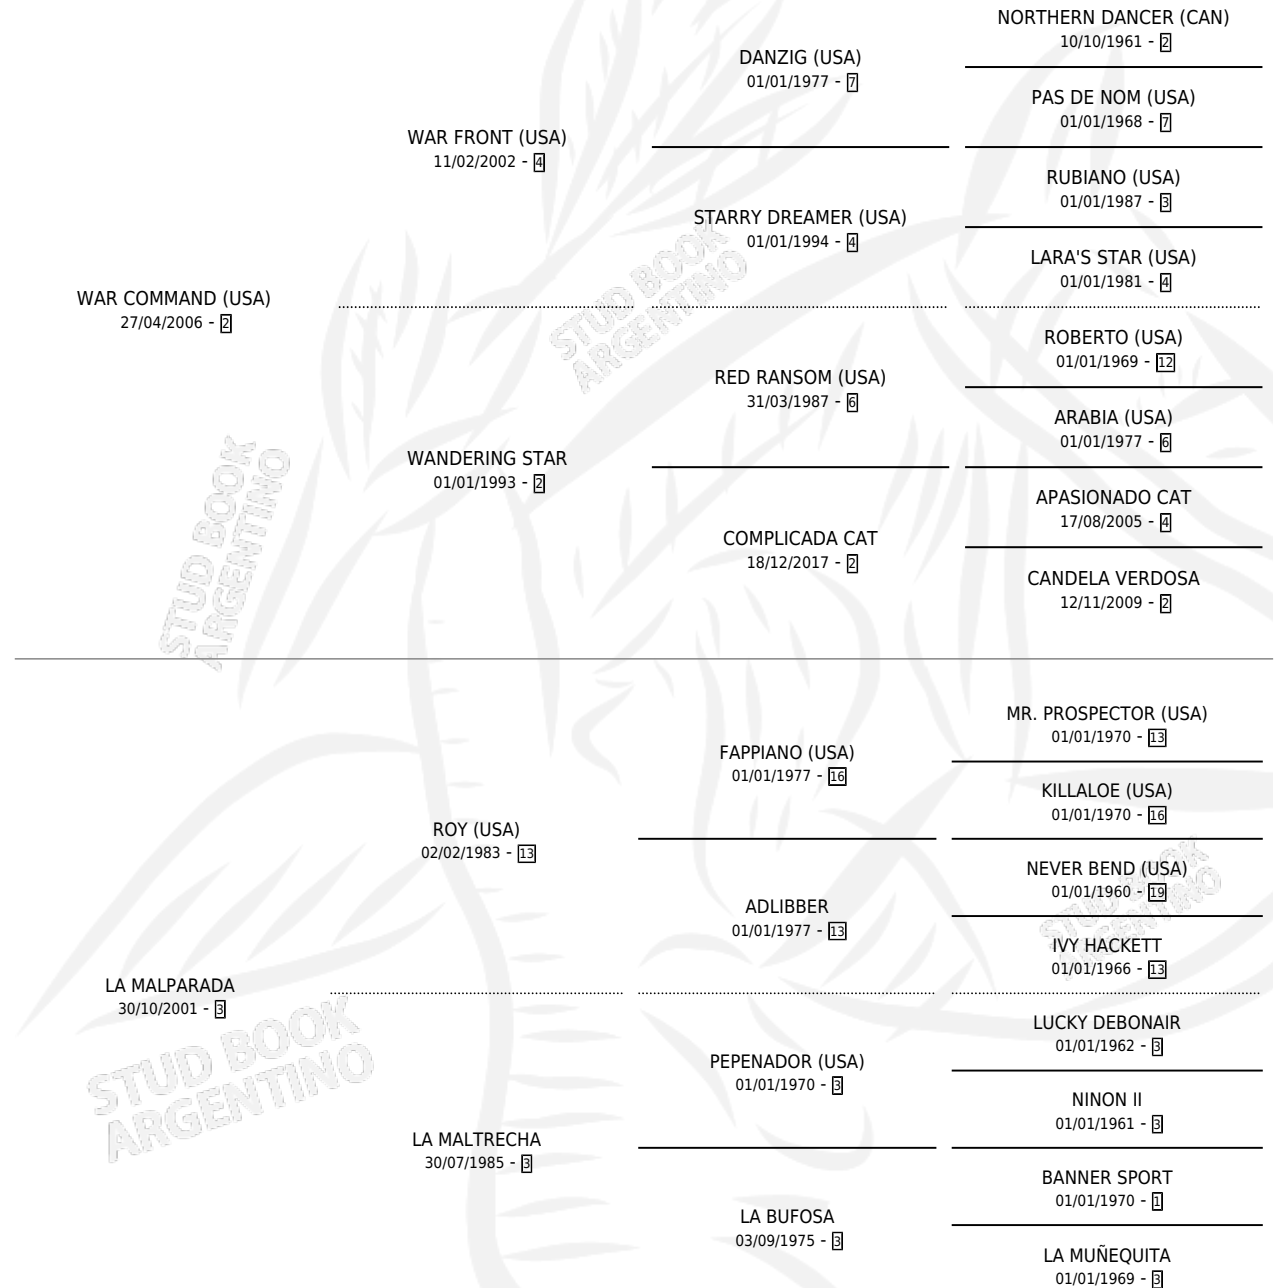 NORTHERN DANCER (CAN)
10/10/1961 - 2
DANZIG (USA)
01/01/1977 - 7
PAS DE NOM (USA)
01/01/1968 - 7
WAR FRONT (USA)
11/02/2002 - 4
RUBIANO (USA)
01/01/1987 - 3
STARRY DREAMER (USA)
01/01/1994 - 4
LARA'S STAR (USA)
01/01/1981 - 4
WAR COMMAND (USA)
27/04/2006 - 2
ROBERTO (USA)
01/01/1969 - 12
RED RANSOM (USA)
31/03/1987 - 6
ARABIA (USA)
01/01/1977 - 6
WANDERING STAR
01/01/1993 - 2
APASIONADO CAT
17/08/2005 - 4
COMPLICADA CAT
18/12/2017 - 2
CANDELA VERDOSA
12/11/2009 - 2
MR. PROSPECTOR (USA)
01/01/1970 - 13
FAPPIANO (USA)
01/01/1977 - 16
KILLALOE (USA)
01/01/1970 - 16
ROY (USA)
02/02/1983 - 13
NEVER BEND (USA)
01/01/1960 - 19
ADLIBBER
01/01/1977 - 13
IVY HACKETT
01/01/1966 - 13
LA MALPARADA
30/10/2001 - 3
LUCKY DEBONAIR
01/01/1962 - 3
PEPENADOR (USA)
01/01/1970 - 3
NINON II
01/01/1961 - 3
LA MALTRECHA
30/07/1985 - 3
BANNER SPORT
01/01/1970 - 1
LA BUFOSA
03/09/1975 - 3
LA MUÑEQUITA
01/01/1969 - 3
STUD BOOK
ARGENTINO
STUD BOOK
ARGENTINO
STUD BOOK
ARGENTINO
STUD BOOK
ARGENTINO